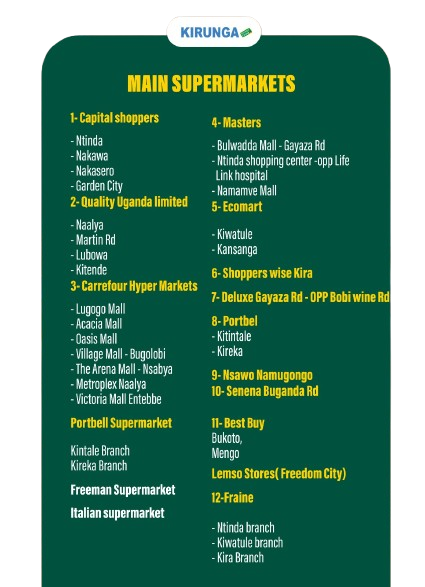 KIRUNGA
MAIN SUPERMARKETS
1- Capital shoppers
- Ntinda
- Nakawa
- Nakasero
- Garden City
2- Quality Uganda limited
- Naalya
- Martin Rd
- Lubowa
- Kitende
3- Carrefour Hyper Markets
- Lugogo Mall
- Acacia Mall
- Oasis Mall
- Village Mall - Bugolobi
- The Arena Mall - Nsabya
- Metroplex Naalya
- Victoria Mall Entebbe
Portbell Supermarket
Kintale Branch
Kireka Branch
Freeman Supermarket
Italian supermarket
4- Masters
- Bulwadda Mall - Gayaza Rd
- Ntinda shopping center -opp Life
Link hospital
- Namamve Mall
5- Ecomart
- Kiwatule
- Kansanga
6- Shoppers wise Kira
7- Deluxe Gayaza Rd - OPP Bobi wine Rd
8- Portbel
- Kitintale
- Kireka
9- Nsawo Namugongo
10- Senena Buganda Rd
11- Best Buy
Bukoto,
Mengo
Lemso Stores( Freedom City)
12-Fraine
- Ntinda branch
- Kiwatule branch
- Kira Branch